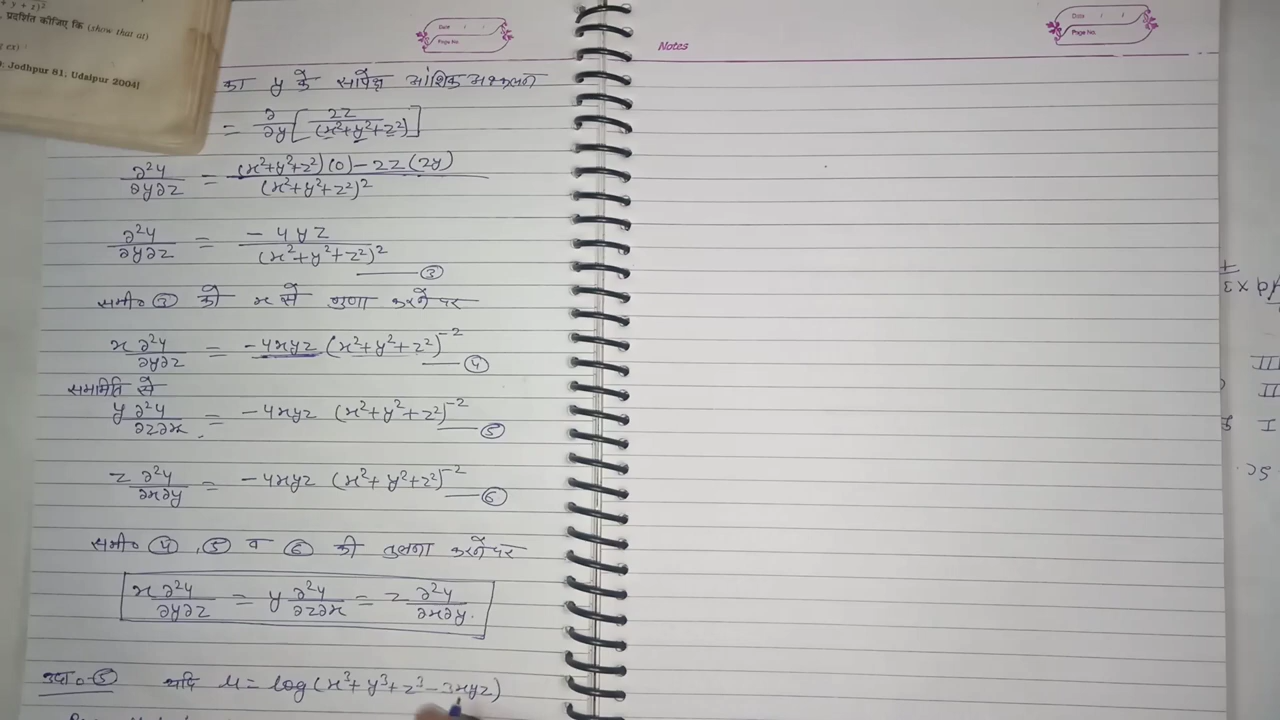 + y + z)²
प्रदर्शित कीजिए कि (show that at)
Jodhpur 81, Udaipur 2004]
Date / /
Page No.
का y के सापेक्ष आंशिक अवकलन
= ∂/∂y [ 2z / (x²+y²+z²) ]
∂²u/∂y∂z = (x²+y²+z²)(0) - 2z(2y) / (x²+y²+z²)²
∂²u/∂y∂z = -4yz / (x²+y²+z²)² — ③
समी० ③ को x से गुणा करने पर
x ∂²u/∂y∂z = -4xyz (x²+y²+z²)⁻² — ④
सममिति से
y ∂²u/∂z∂x = -4xyz (x²+y²+z²)⁻² — ⑤
z ∂²u/∂x∂y = -4xyz (x²+y²+z²)⁻² — ⑥
समी० ④, ⑤ व ⑥ की तुलना करने पर
x ∂²u/∂y∂z = y ∂²u/∂z∂x = z ∂²u/∂x∂y.
उदा०-⑤ यदि u = log(x³+y³+z³-3xyz)
Notes
Date / /
Page No.